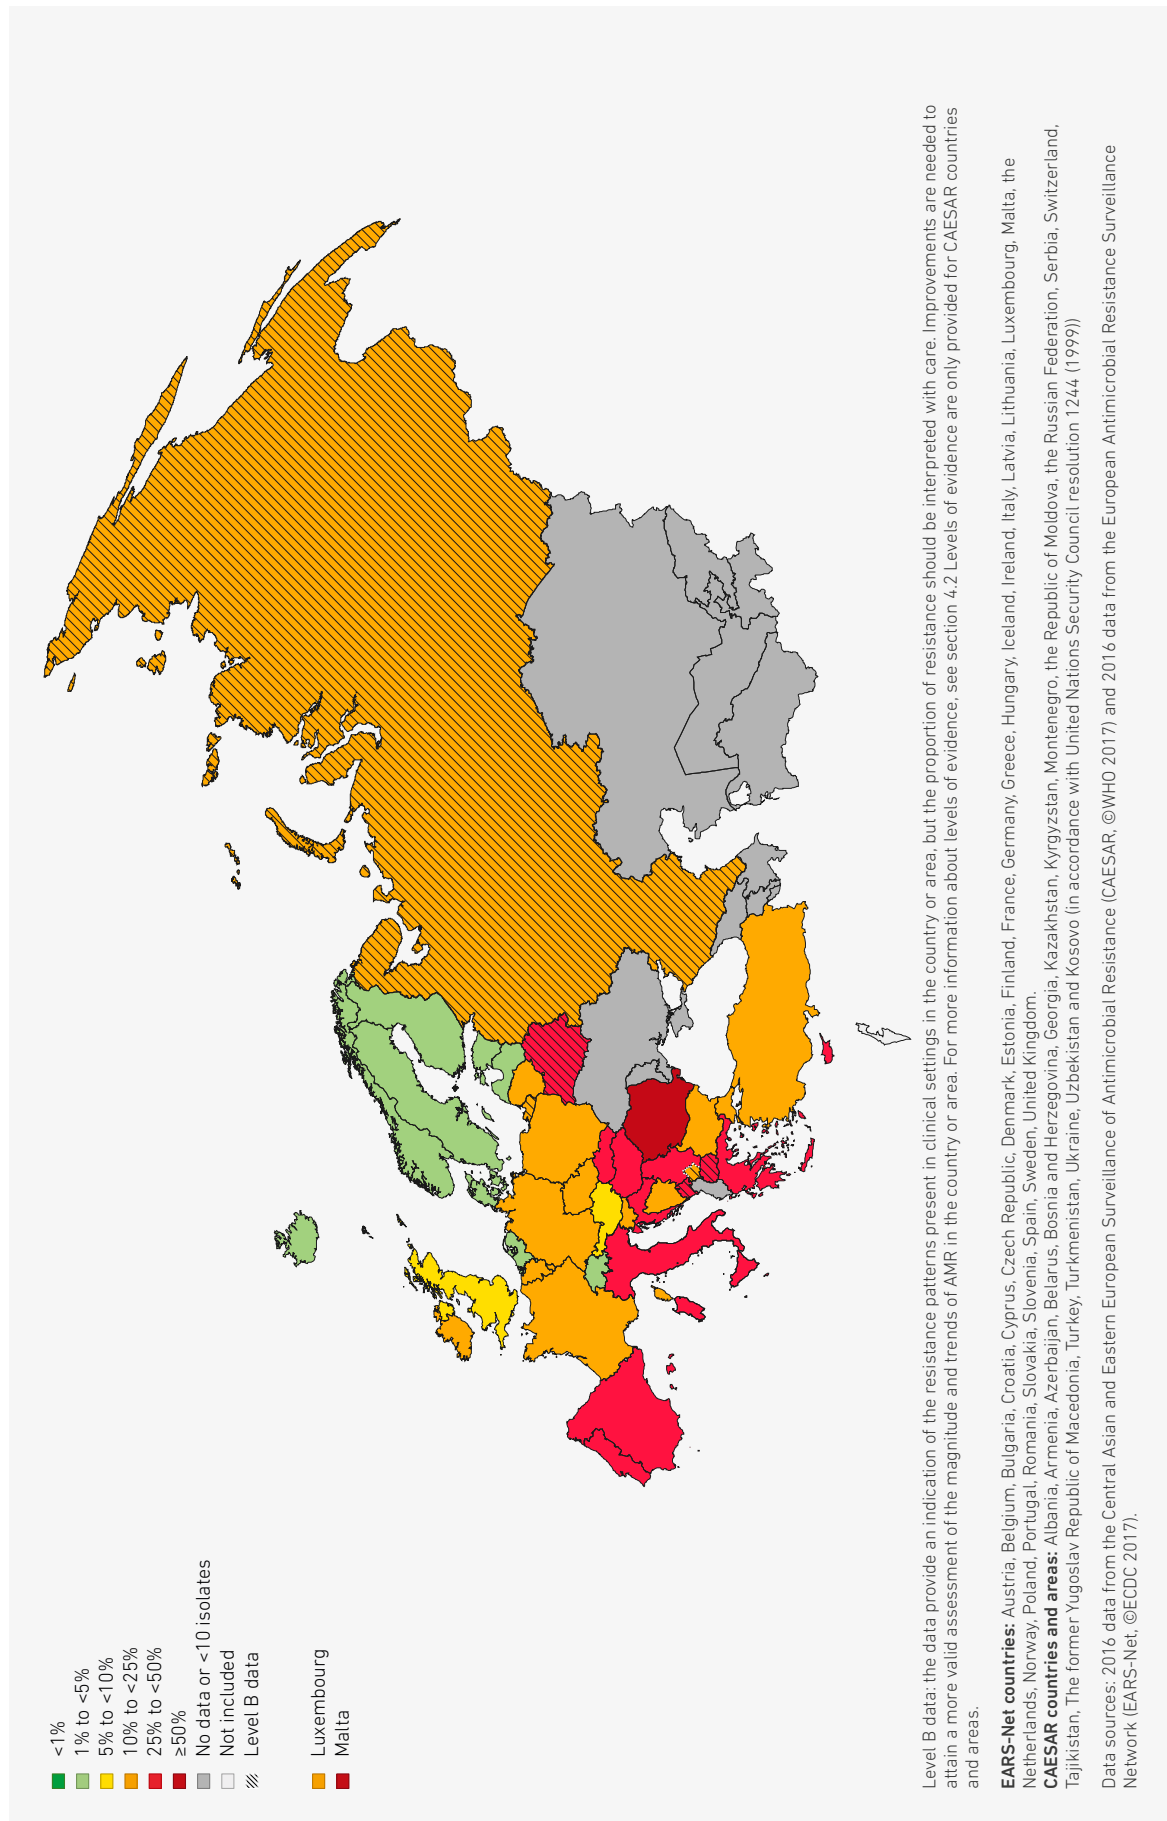 <1%
1% to <5%
5% to <10%
10% to <25%
25% to <50%
≥50%
No data or <10 isolates
Not included
Level B data
Luxembourg
Malta
Level B data: the data provide an indication of the resistance patterns present in clinical settings in the country or area, but the proportion of resistance should be interpreted with care. Improvements are needed to
attain a more valid assessment of the magnitude and trends of AMR in the country or area. For more information about levels of evidence, see section 4.2 Levels of evidence are only provided for CAESAR countries
and areas.
EARS-Net countries: Austria, Belgium, Bulgaria, Croatia, Cyprus, Czech Republic, Denmark, Estonia, Finland, France, Germany, Greece, Hungary, Iceland, Ireland, Italy, Latvia, Lithuania, Luxembourg, Malta, the
Netherlands, Norway, Poland, Portugal, Romania, Slovakia, Slovenia, Spain, Sweden, United Kingdom.
CAESAR countries and areas: Albania, Armenia, Azerbaijan, Belarus, Bosnia and Herzegovina, Georgia, Kazakhstan, Kyrgyzstan, Montenegro, the Republic of Moldova, the Russian Federation, Serbia, Switzerland,
Tajikistan, The former Yugoslav Republic of Macedonia, Turkey, Turkmenistan, Ukraine, Uzbekistan and Kosovo (in accordance with United Nations Security Council resolution 1244 (1999))
Data sources: 2016 data from the Central Asian and Eastern European Surveillance of Antimicrobial Resistance (CAESAR, ©WHO 2017) and 2016 data from the European Antimicrobial Resistance Surveillance
Network (EARS-Net, ©ECDC 2017).